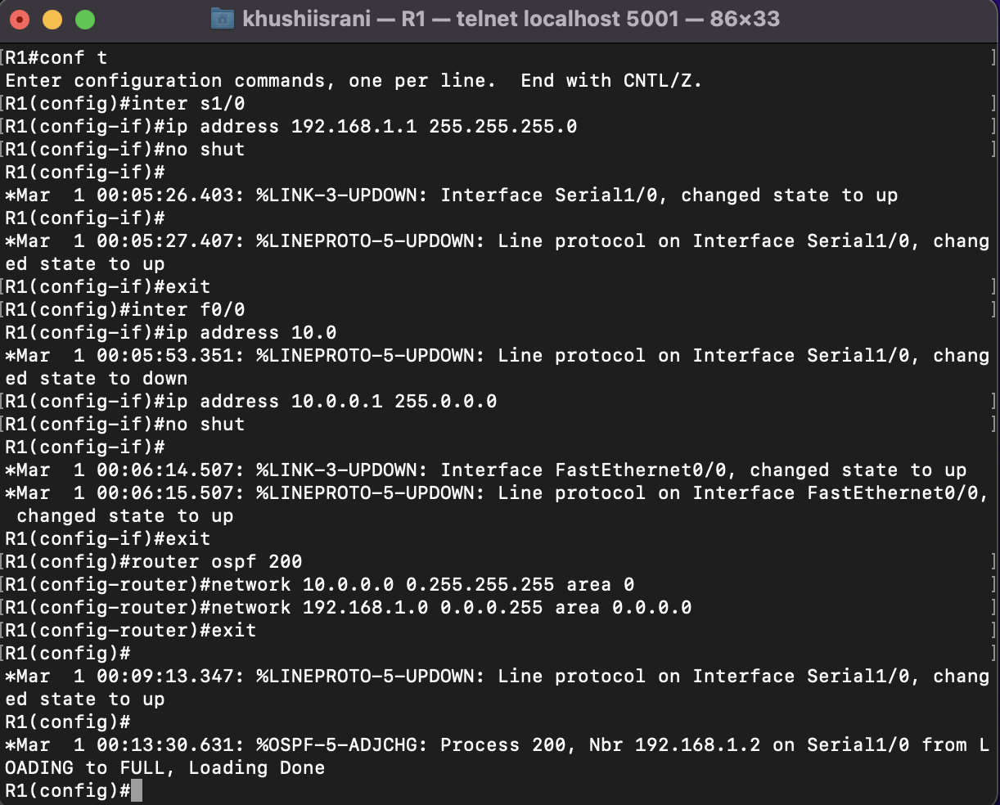 khushiisrani — R1 — telnet localhost 5001 — 86×33
[R1#conf t ]
Enter configuration commands, one per line.  End with CNTL/Z.
[R1(config)#inter s1/0 ]
[R1(config-if)#ip address 192.168.1.1 255.255.255.0 ]
[R1(config-if)#no shut ]
R1(config-if)#
*Mar  1 00:05:26.403: %LINK-3-UPDOWN: Interface Serial1/0, changed state to up
R1(config-if)#
*Mar  1 00:05:27.407: %LINEPROTO-5-UPDOWN: Line protocol on Interface Serial1/0, chang
ed state to up
[R1(config-if)#exit ]
[R1(config)#inter f0/0 ]
R1(config-if)#ip address 10.0
*Mar  1 00:05:53.351: %LINEPROTO-5-UPDOWN: Line protocol on Interface Serial1/0, chang
ed state to down
[R1(config-if)#ip address 10.0.0.1 255.0.0.0 ]
[R1(config-if)#no shut ]
R1(config-if)#
*Mar  1 00:06:14.507: %LINK-3-UPDOWN: Interface FastEthernet0/0, changed state to up
*Mar  1 00:06:15.507: %LINEPROTO-5-UPDOWN: Line protocol on Interface FastEthernet0/0,
 changed state to up
R1(config-if)#exit
[R1(config)#router ospf 200 ]
[R1(config-router)#network 10.0.0.0 0.255.255.255 area 0 ]
[R1(config-router)#network 192.168.1.0 0.0.0.255 area 0.0.0.0 ]
[R1(config-router)#exit ]
[R1(config)# ]
*Mar  1 00:09:13.347: %LINEPROTO-5-UPDOWN: Line protocol on Interface Serial1/0, chang
ed state to up
R1(config)#
*Mar  1 00:13:30.631: %OSPF-5-ADJCHG: Process 200, Nbr 192.168.1.2 on Serial1/0 from L
OADING to FULL, Loading Done
R1(config)#